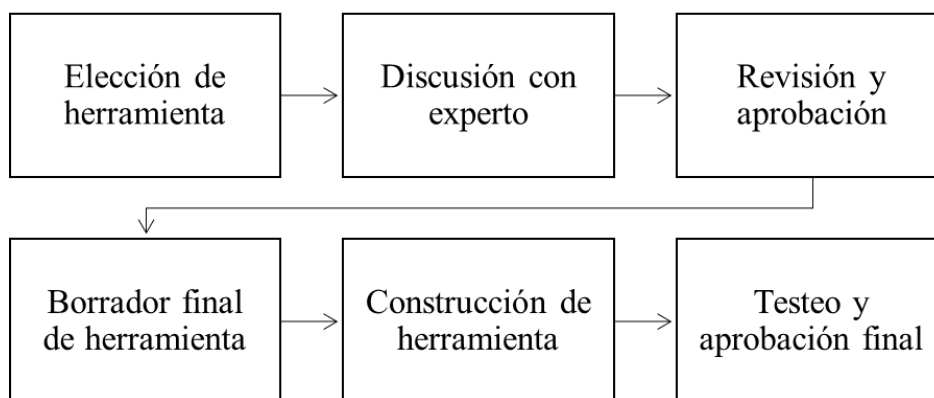 Elección de
herramienta
Discusión con
experto
Revisión y
aprobación
Borrador final
de herramienta
Construcción de
herramienta
Testeo y
aprobación final